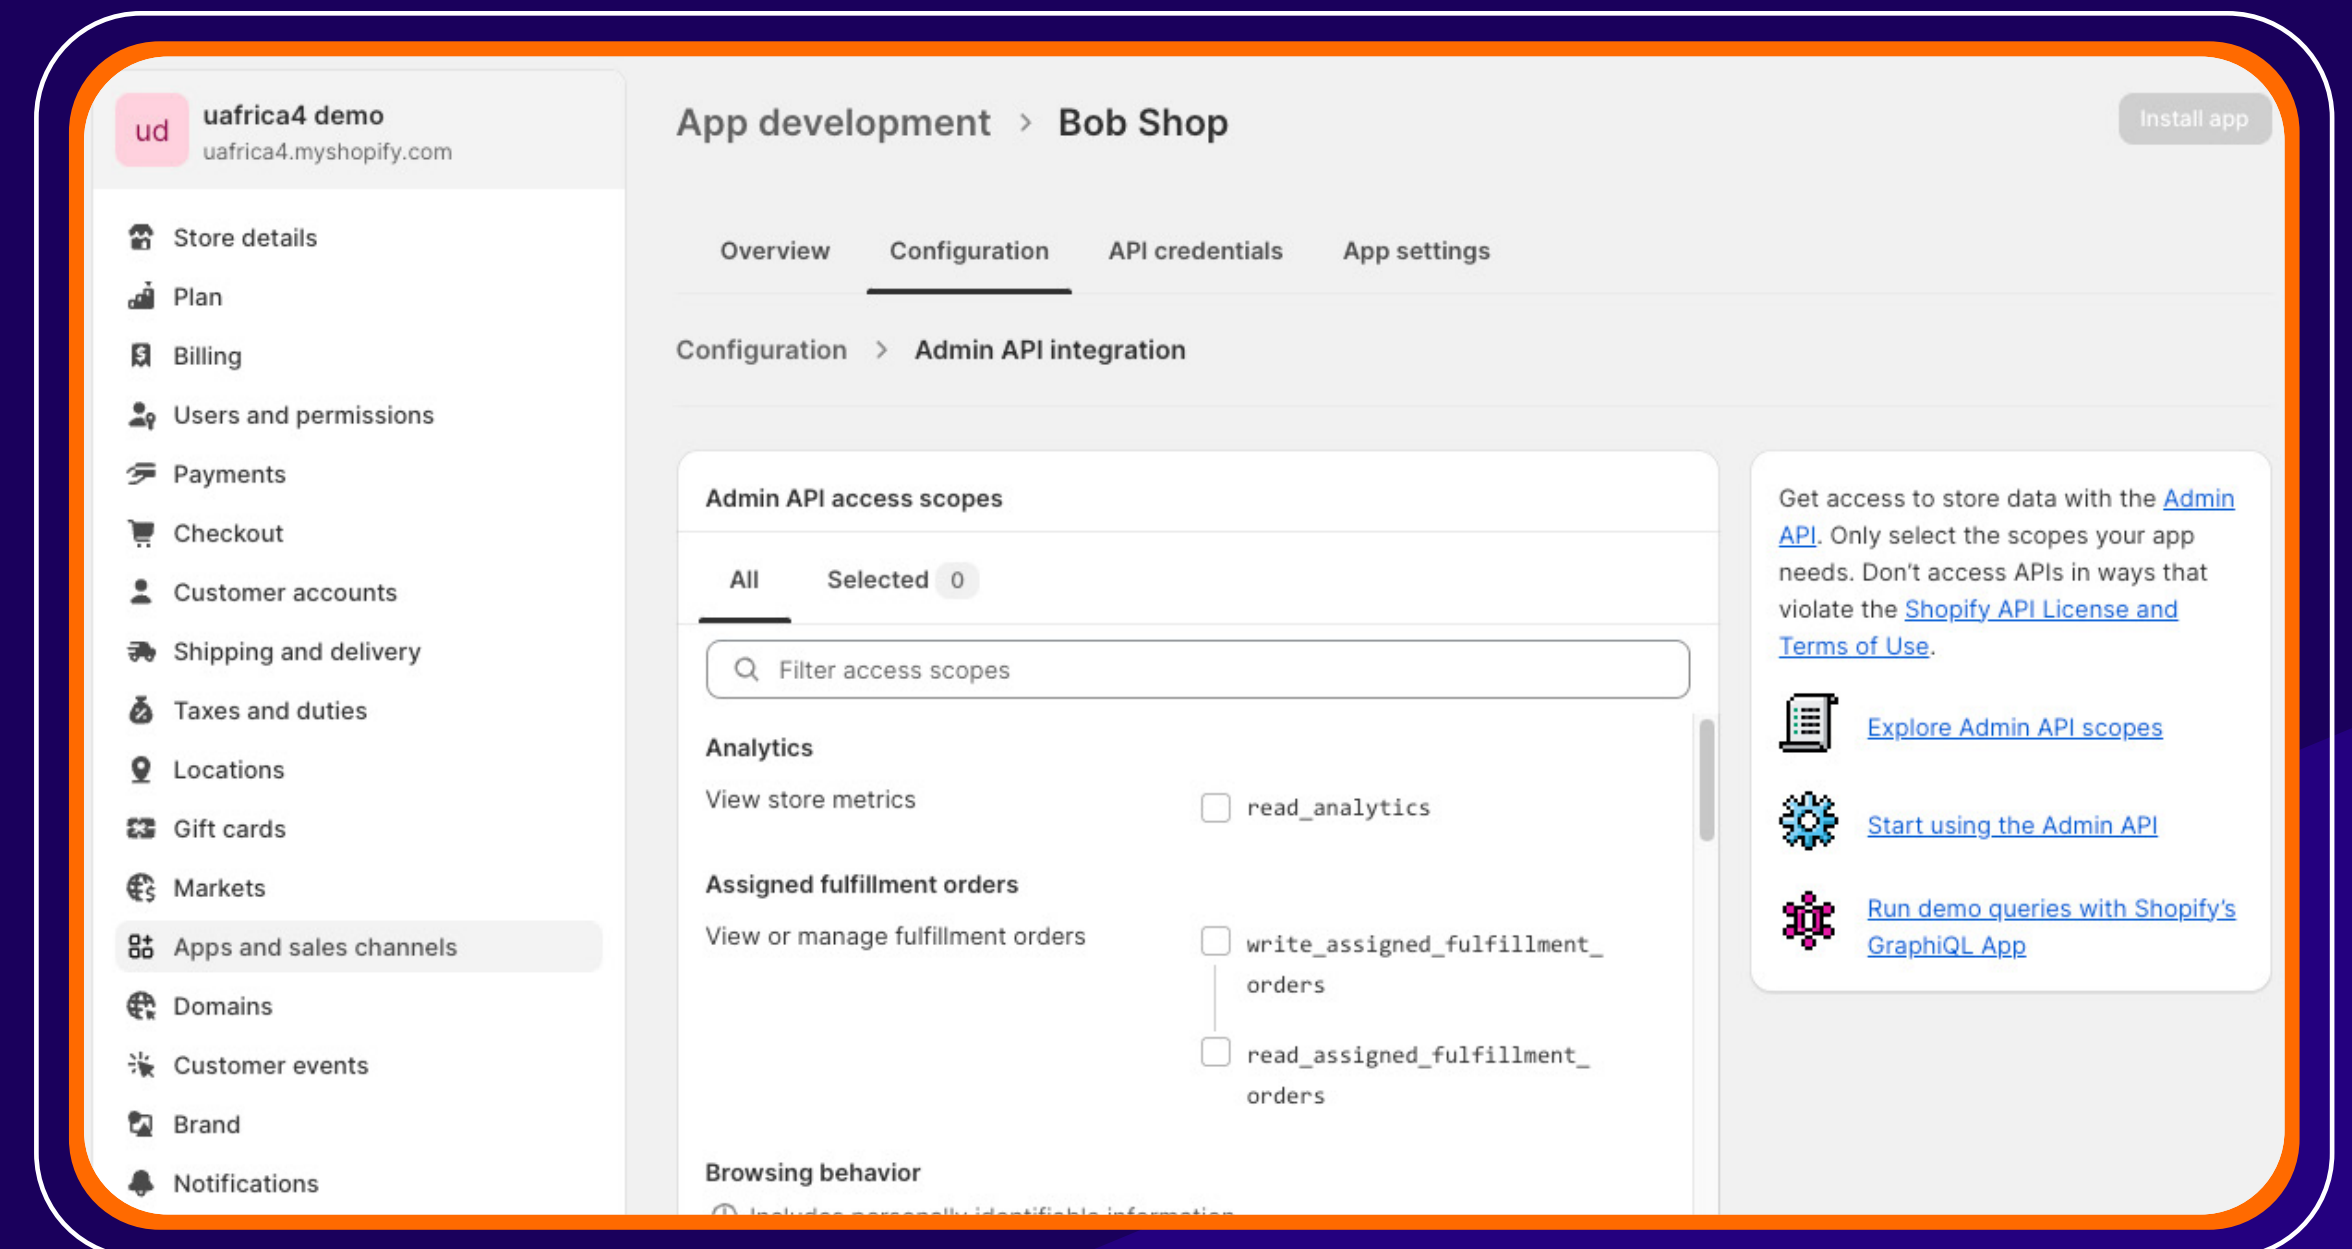 ud
uafrica4 demo
uafrica4.myshopify.com
Store details
Plan
Billing
Users and permissions
Payments
Checkout
Customer accounts
Shipping and delivery
Taxes and duties
Locations
Gift cards
Markets
Apps and sales channels
Domains
Customer events
Brand
Notifications
App development > Bob Shop
Install app
Overview Configuration API credentials App settings
Configuration > Admin API integration
Admin API access scopes
All Selected 0
Filter access scopes
Analytics
View store metrics
read_analytics
Assigned fulfillment orders
View or manage fulfillment orders
write_assigned_fulfillment_
orders
read_assigned_fulfillment_
orders
Browsing behavior
Includes personally identifiable information
Get access to store data with the Admin
API. Only select the scopes your app
needs. Don't access APIs in ways that
violate the Shopify API License and
Terms of Use.
Explore Admin API scopes
Start using the Admin API
Run demo queries with Shopify's
GraphiQL App